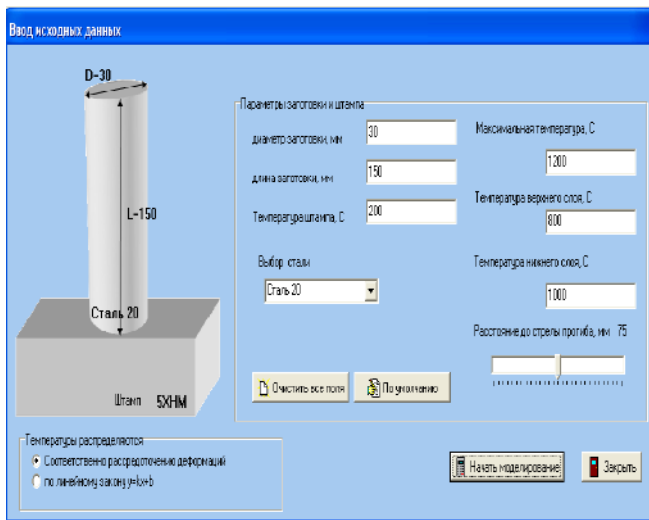 Ввод исходных данных
D-30
L-150
Сталь 20
Штамп 5ХНМ
Параметры заготовки и штампа
диаметр заготовки, мм 30
длина заготовки, мм 150
Температура штампа, С 200
Выбор стали
Сталь 20
Максимальная температура, С
1200
Температура верхнего слоя, С
800
Температура нижнего слоя, С
1000
Расстояние до стрелы прогиба, мм 75
Очистить все поля
По умолчанию
Температуры распределяются
Соответственно рассредоточению деформаций
по линейному закону y=kx+b
Начать моделирование
Закрыть